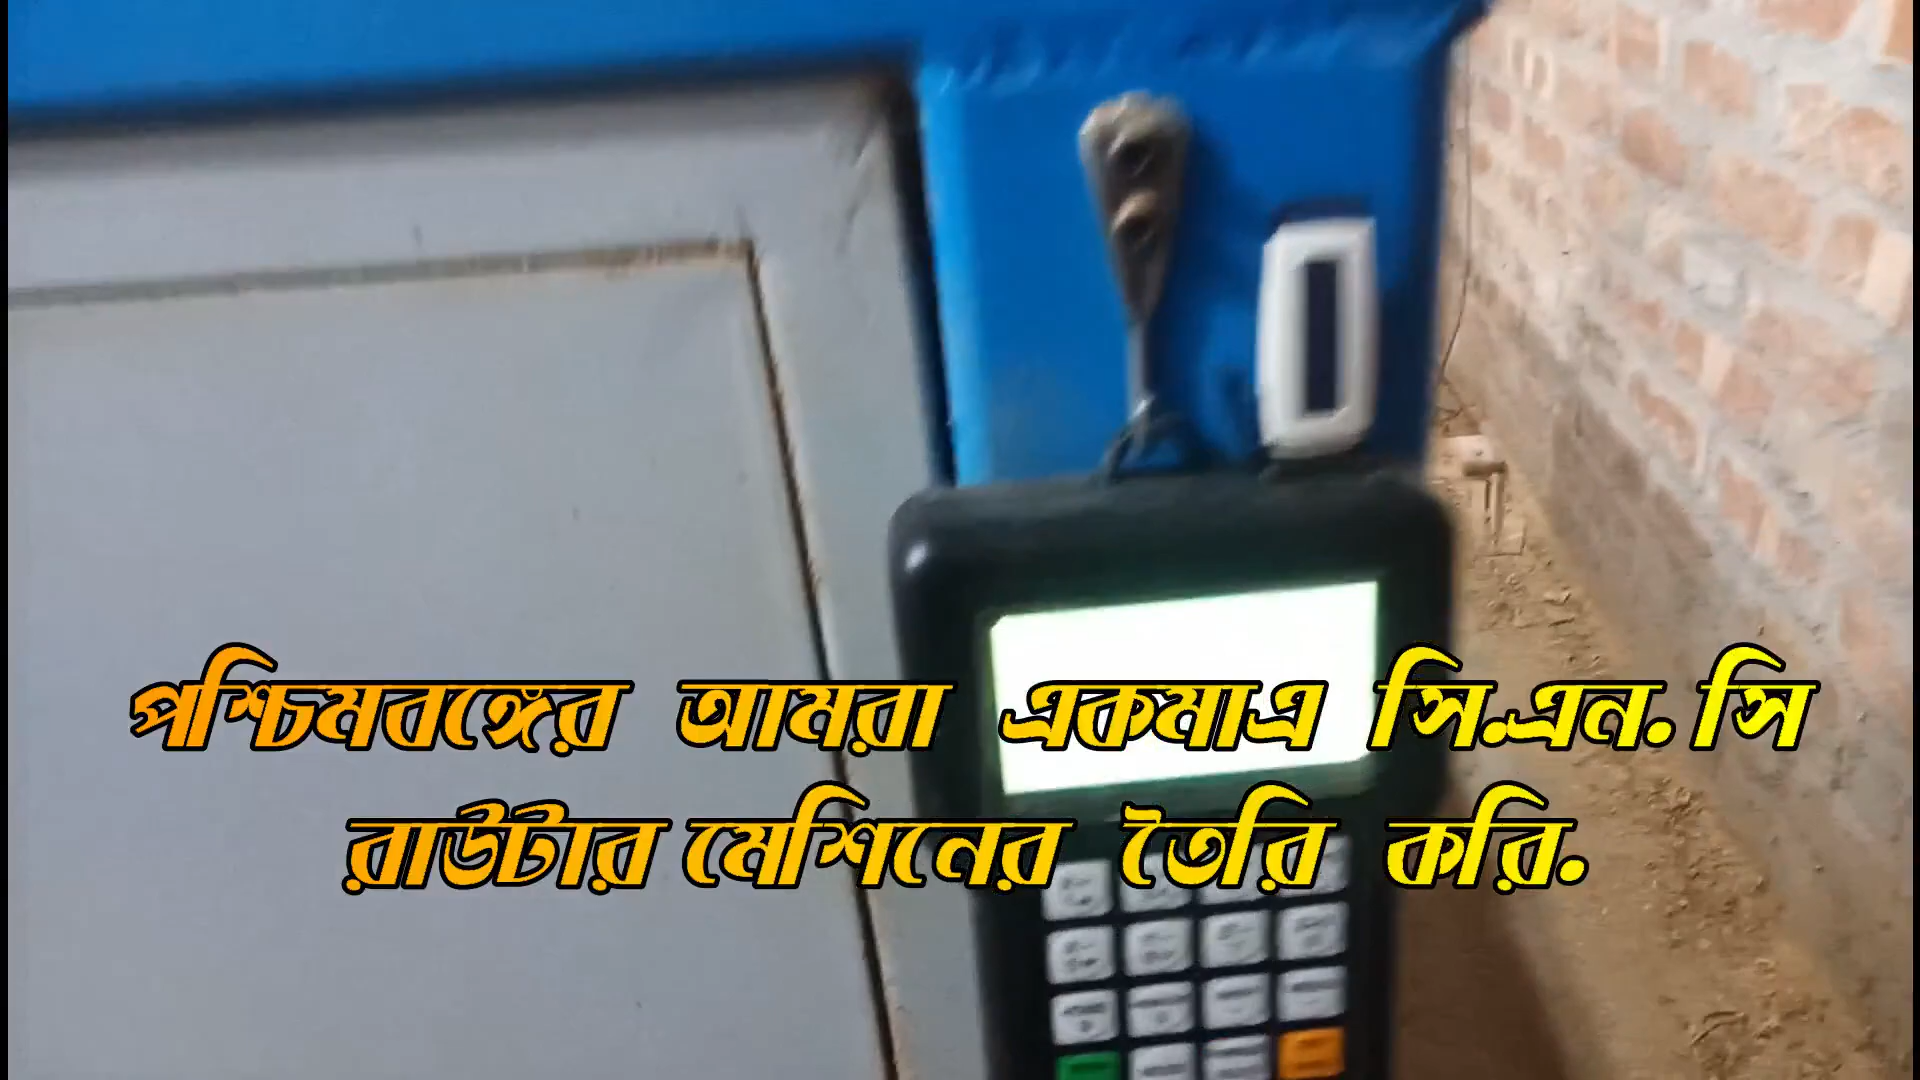 পশ্চিমবঙ্গের আমরা একমাএ সি.এন.সি
রাউটার মেশিনের তৈরি করি.